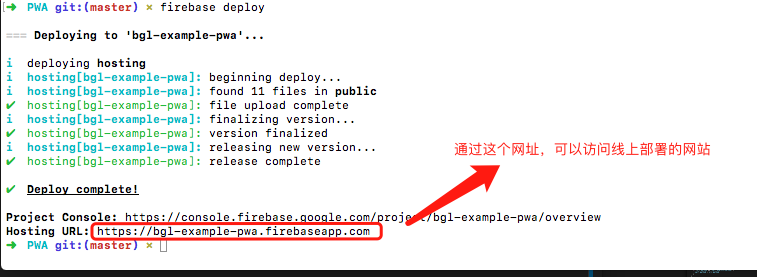 ➜ PWA git:(master) × firebase deploy
=== Deploying to 'bgl-example-pwa'...
i deploying hosting
i hosting[bgl-example-pwa]: beginning deploy...
i hosting[bgl-example-pwa]: found 11 files in public
✔ hosting[bgl-example-pwa]: file upload complete
i hosting[bgl-example-pwa]: finalizing version...
✔ hosting[bgl-example-pwa]: version finalized
i hosting[bgl-example-pwa]: releasing new version...
✔ hosting[bgl-example-pwa]: release complete
通过这个网址，可以访问线上部署的网站
✔ Deploy complete!
Project Console: https://console.firebase.google.com/project/bgl-example-pwa/overview
Hosting URL: https://bgl-example-pwa.firebaseapp.com
➜ PWA git:(master) ×